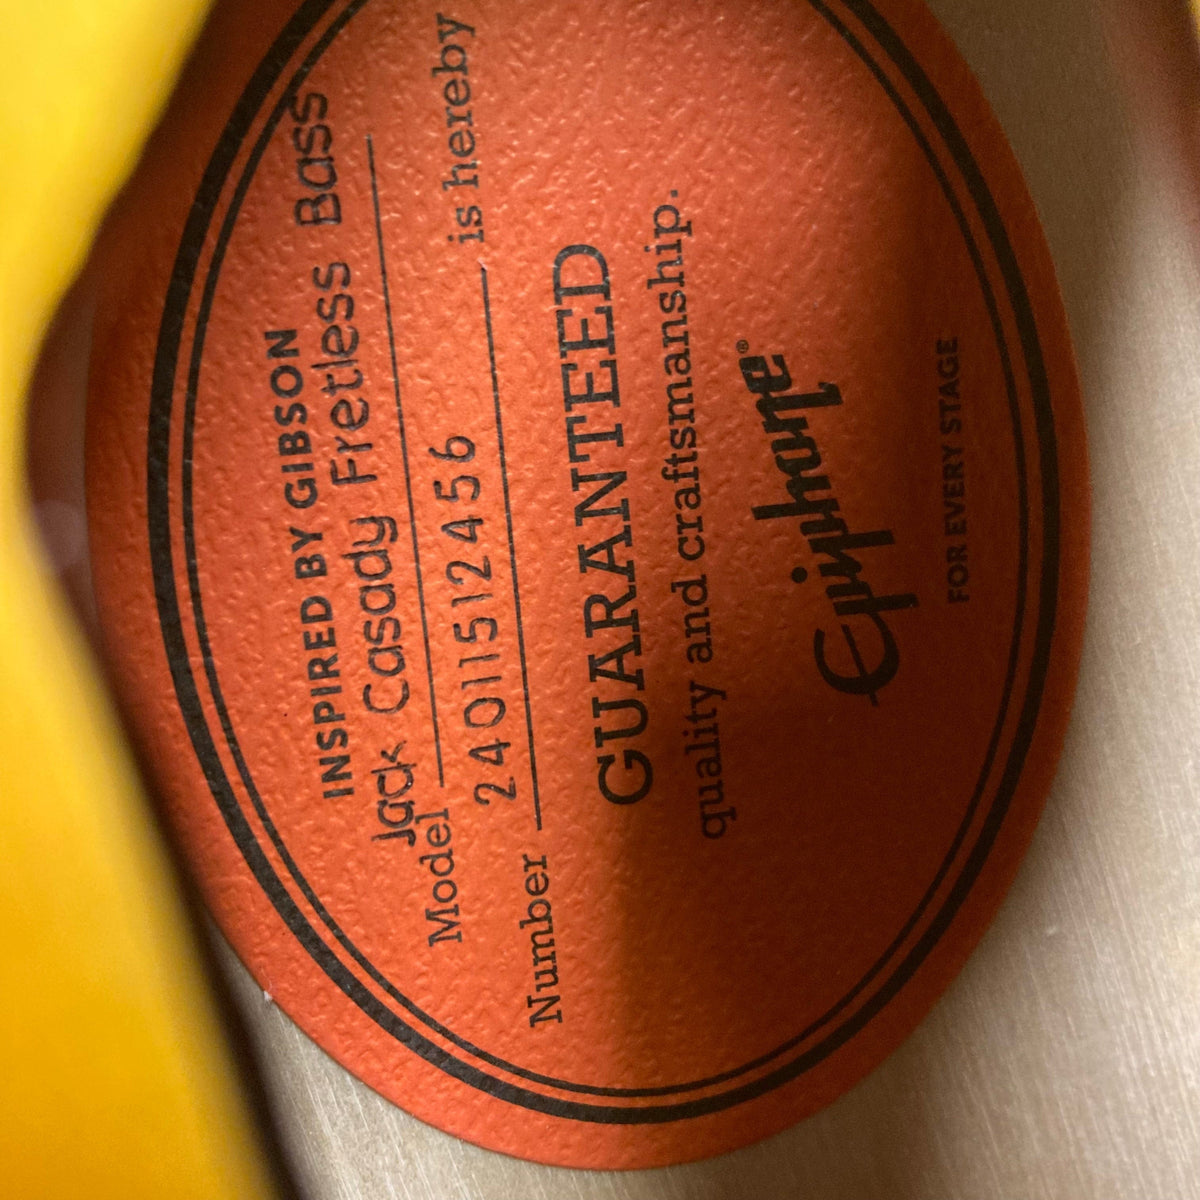 INSPIRED BY GIBSON
Jack Casady Fretless Bass
Model
24011512456
Number is hereby
GUARANTEED
quality and craftsmanship.
Epiphone®
FOR EVERY STAGE